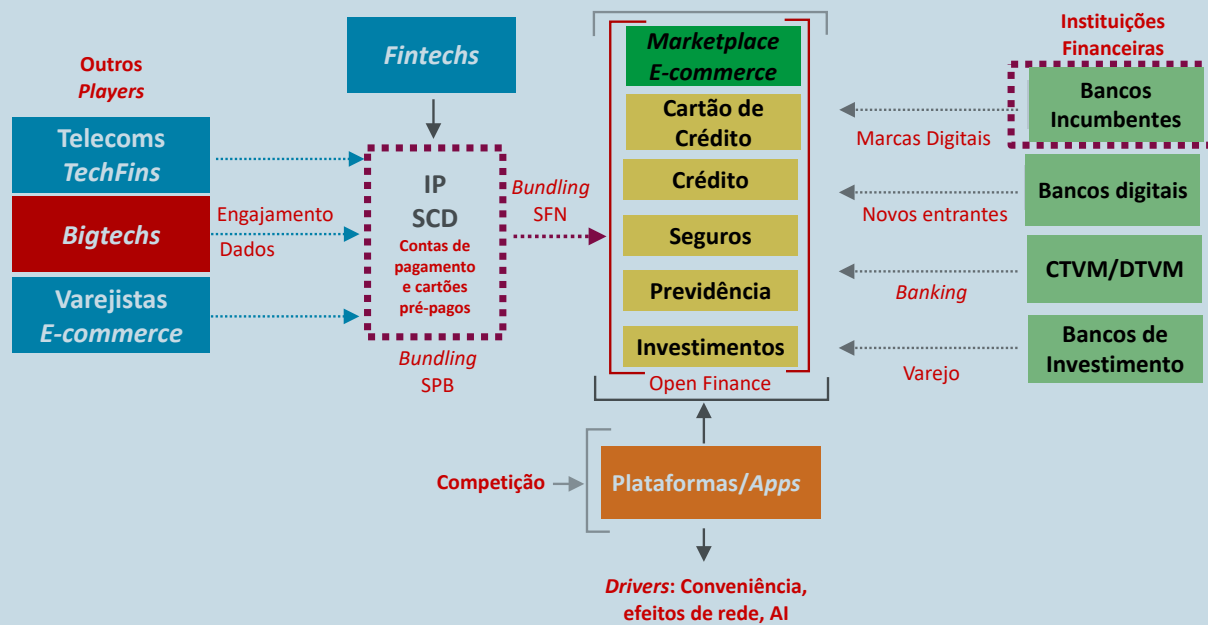 Outros
Players
Telecoms
TechFins
Bigtechs
Varejistas
E-commerce
Engajamento
Dados
Fintechs
IP
SCD
Contas de
pagamento
e cartões
pré-pagos
Bundling
SPB
Bundling
SFN
Marketplace
E-commerce
Cartão de
Crédito
Crédito
Seguros
Previdência
Investimentos
Open Finance
Marcas Digitais
Novos entrantes
Banking
Varejo
Instituições
Financeiras
Bancos
Incumbentes
Bancos digitais
CTVM/DTVM
Bancos de
Investimento
Competição
Plataformas/Apps
Drivers: Conveniência,
efeitos de rede, AI